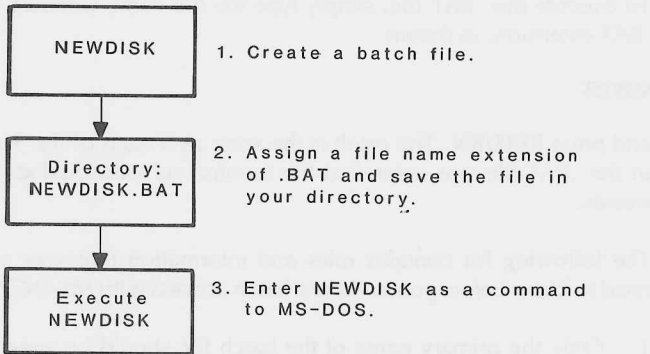 NEWDISK
1. Create a batch file.
Directory:
NEWDISK.BAT
2. Assign a file name extension
of .BAT and save the file in
your directory.
Execute
NEWDISK
3. Enter NEWDISK as a command
to MS-DOS.